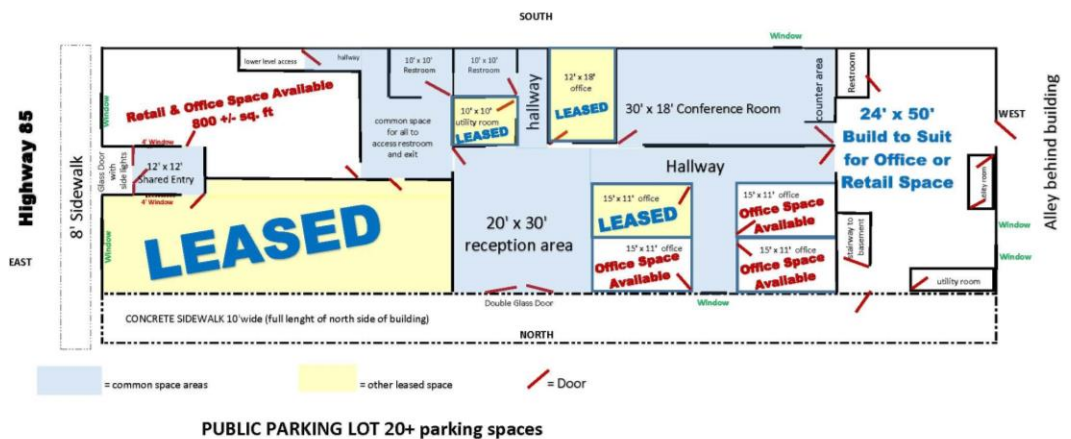 SOUTH
Window
lower level access
hallway
10' x 10'
Restroom
10' x 10'
Restroom
hallway
12' x 18'
office
LEASED
30' x 18' Conference Room
counter area
Restroom
24' x 50'
Build to Suit
for Office or
Retail Space
WEST
Alley behind building
Highway 85
8' Sidewalk
EAST
Window
Retail & Office Space Available
800 +/- sq. ft
10' x 10'
utility room
LEASED
common space
for all to
access restroom
and exit
4' Window
Glass Door
with
side lights
12' x 12'
Shared Entry
4' Window
Window
LEASED
20' x 30'
reception area
Hallway
15' x 11' office
LEASED
15' x 11' office
Office Space
Available
15' x 11' office
Office Space
Available
15' x 11' office
Office Space
Available
stairway to
basement
utility room
Window
Window
utility room
Double Glass Door
Window
CONCRETE SIDEWALK 10'wide (full lenght of north side of building)
NORTH
= common space areas
= other leased space
= Door
PUBLIC PARKING LOT 20+ parking spaces